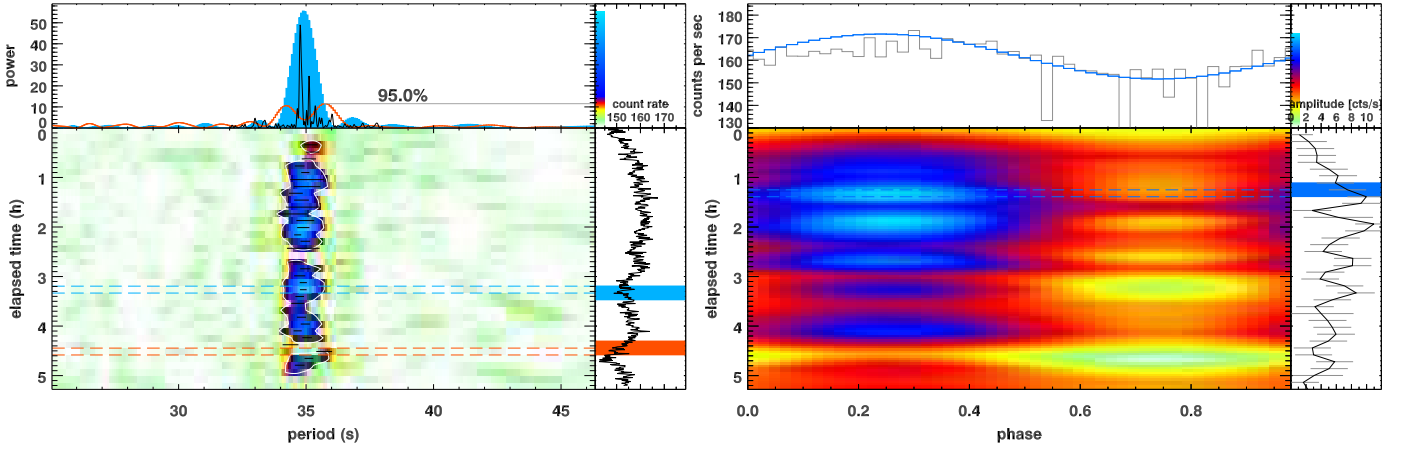 power
50
40
30
20
10
0
95.0%
count rate
150 160 170
elapsed time (h)
0
1
2
3
4
5
30 35 40 45
period (s)
counts per sec
180
170
160
150
140
130
amplitude [cts/s]
0 2 4 6 8 10
elapsed time (h)
0
1
2
3
4
5
0.0 0.2 0.4 0.6 0.8
phase